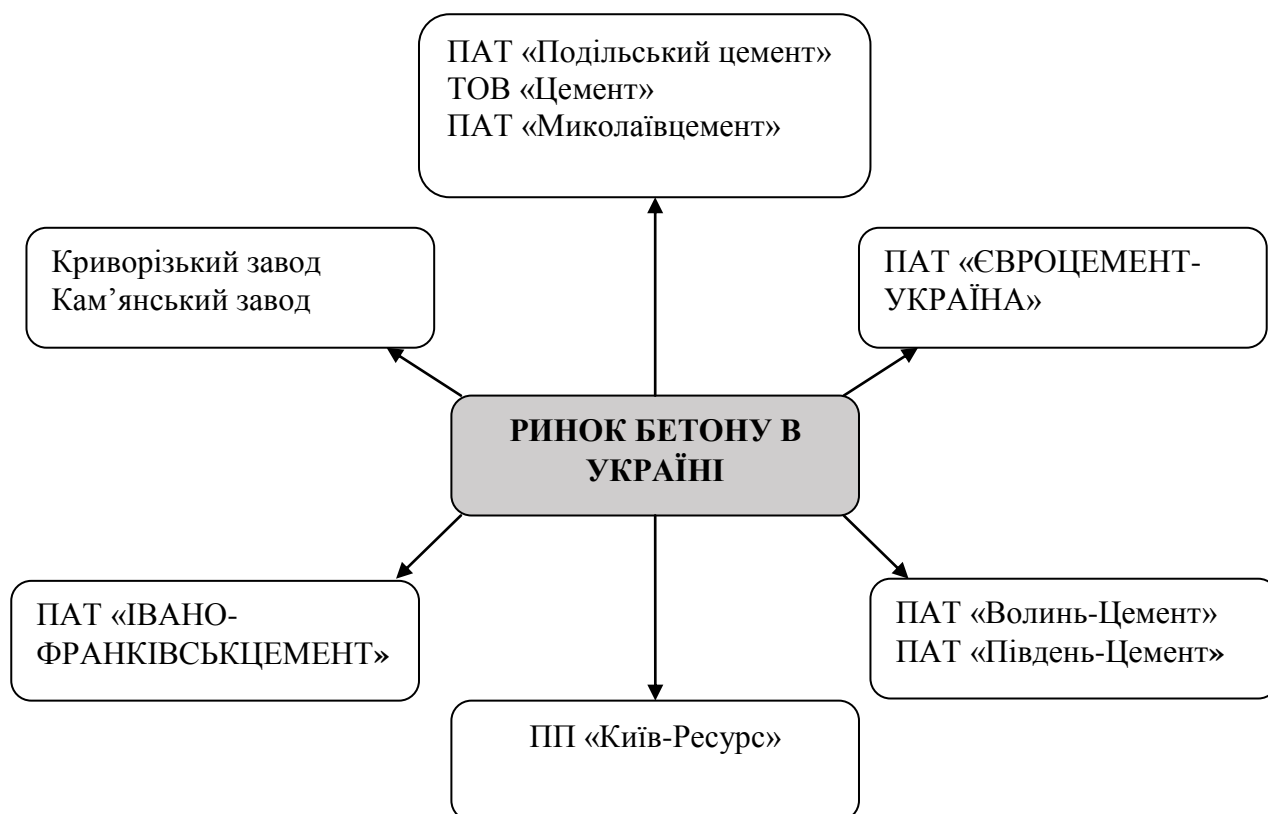 ПАТ «Подільський цемент»
ТОВ «Цемент»
ПАТ «Миколаївцемент»
Криворізький завод
Кам’янський завод
ПАТ «ЄВРОЦЕМЕНТ-
УКРАЇНА»
РИНОК БЕТОНУ В
УКРАЇНІ
ПАТ «ІВАНО-
ФРАНКІВСЬКЦЕМЕНТ»
ПАТ «Волинь-Цемент»
ПАТ «Південь-Цемент»
ПП «Київ-Ресурс»